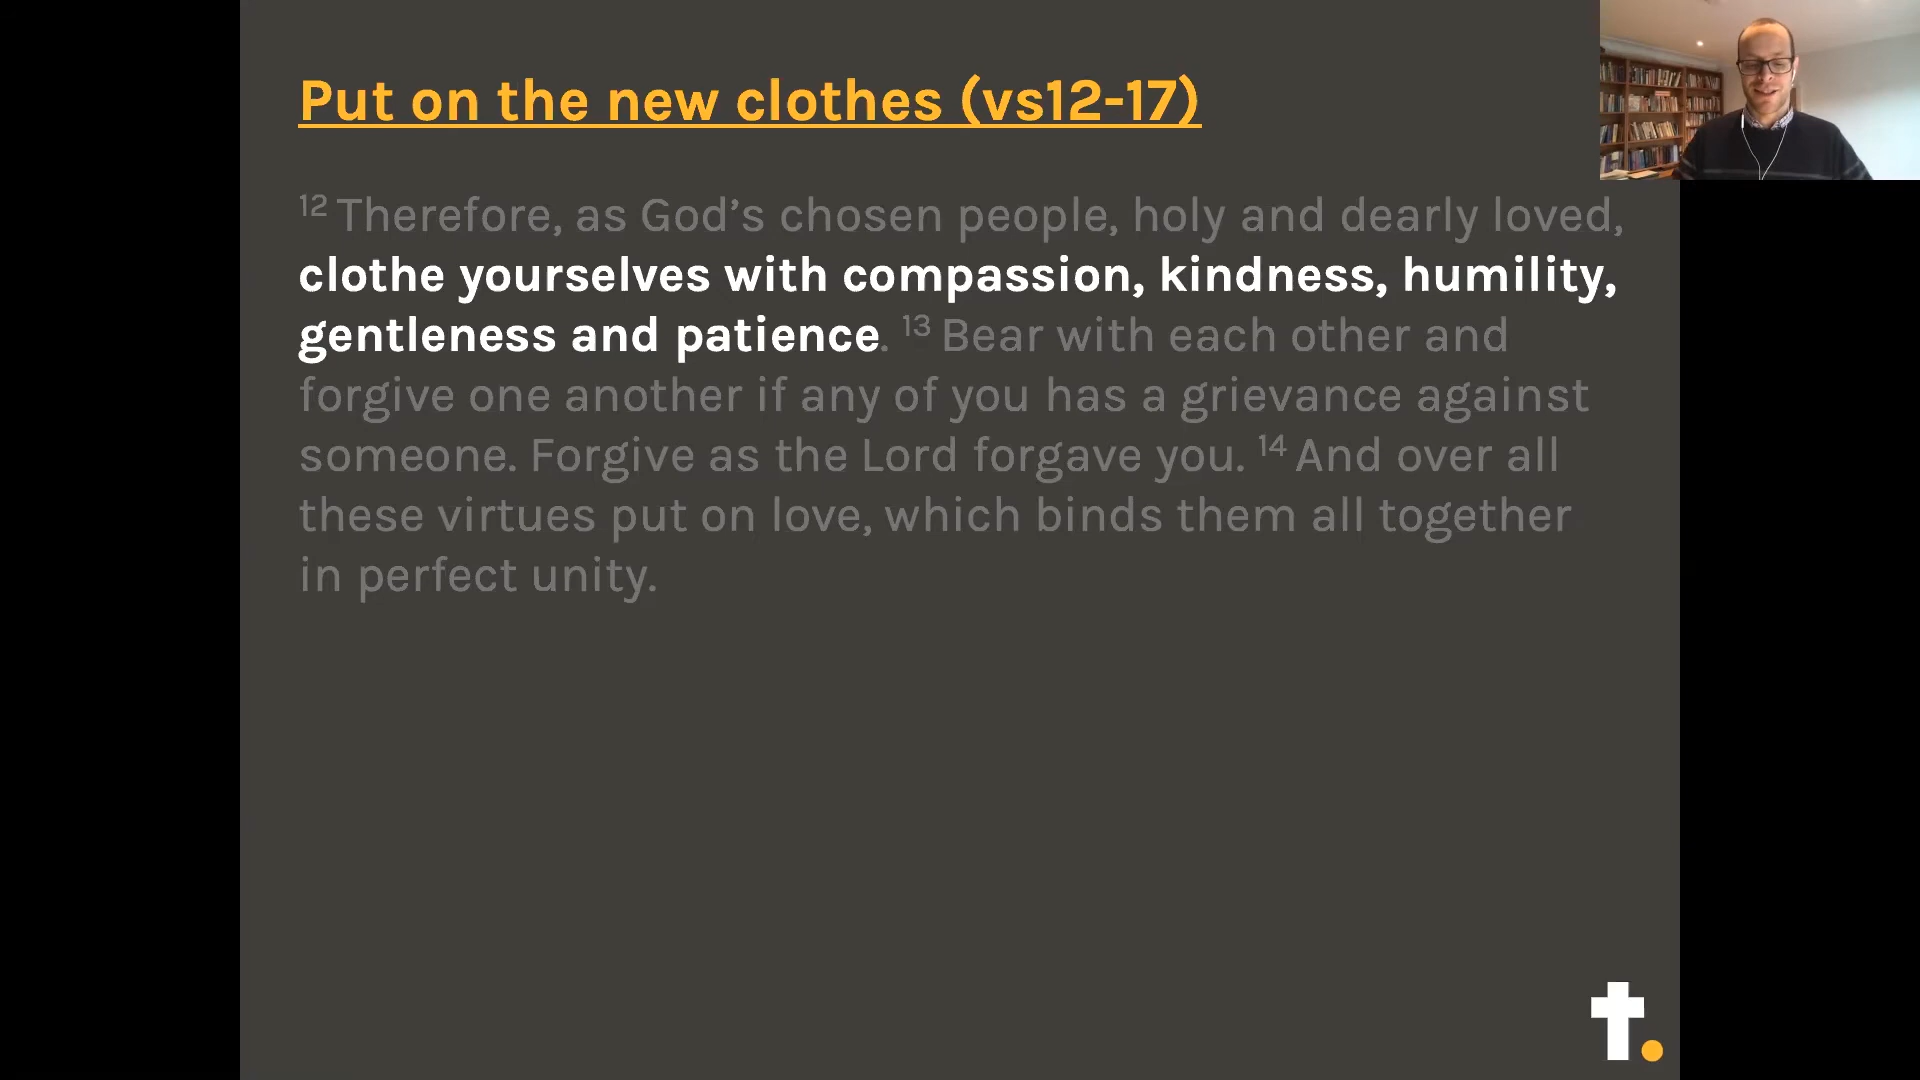 Put on the new clothes (vs12-17)
12 Therefore, as God’s chosen people, holy and dearly loved,
clothe yourselves with compassion, kindness, humility,
gentleness and patience. 13 Bear with each other and
forgive one another if any of you has a grievance against
someone. Forgive as the Lord forgave you. 14 And over all
these virtues put on love, which binds them all together
in perfect unity.
t.